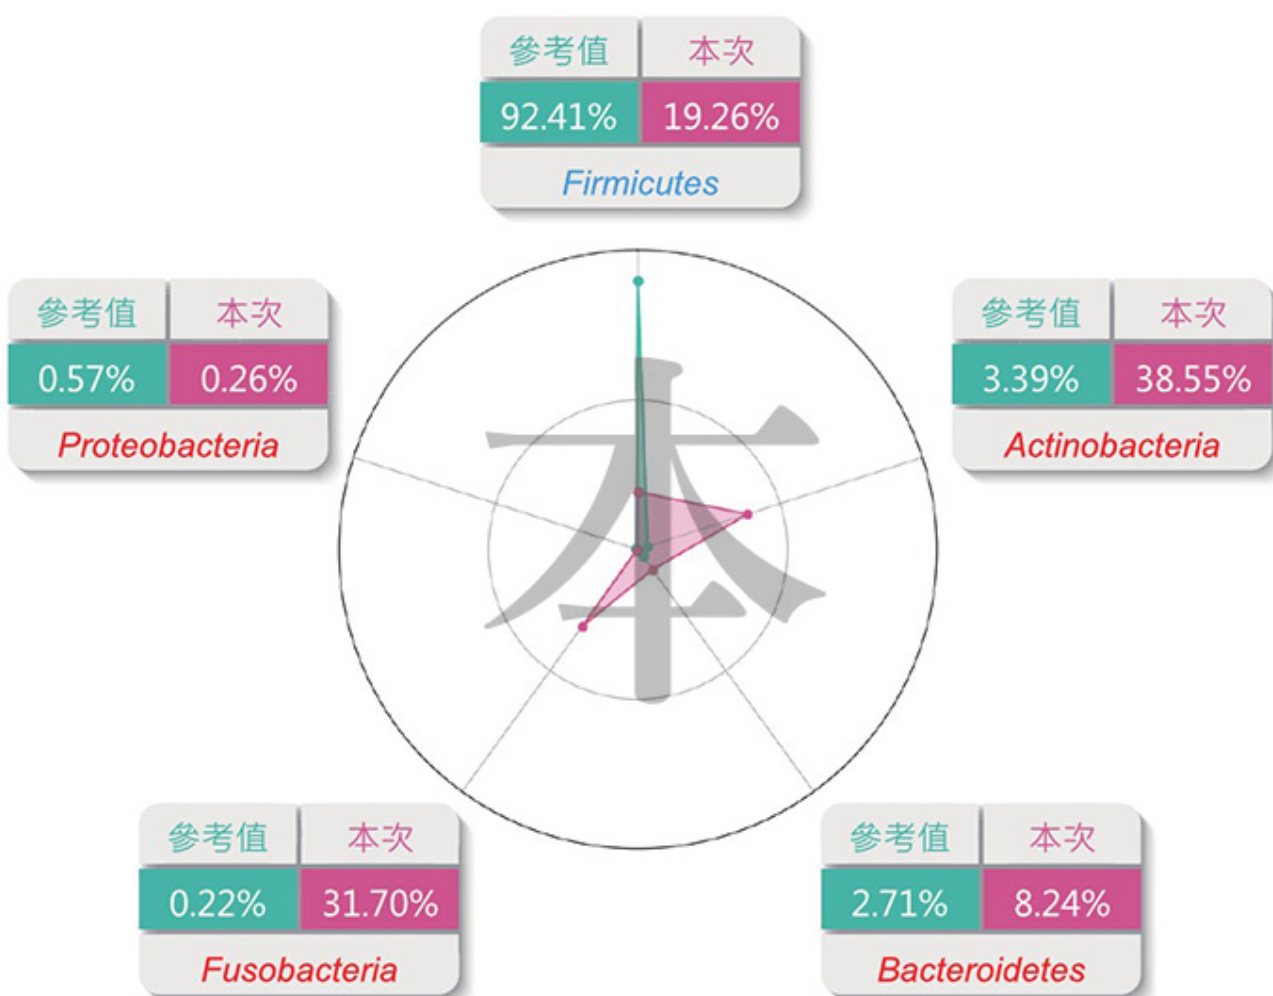 參考值 本次
92.41% 19.26%
Firmicutes
參考值 本次
0.57% 0.26%
Proteobacteria
參考值 本次
3.39% 38.55%
Actinobacteria
本
參考值 本次
0.22% 31.70%
Fusobacteria
參考值 本次
2.71% 8.24%
Bacteroidetes